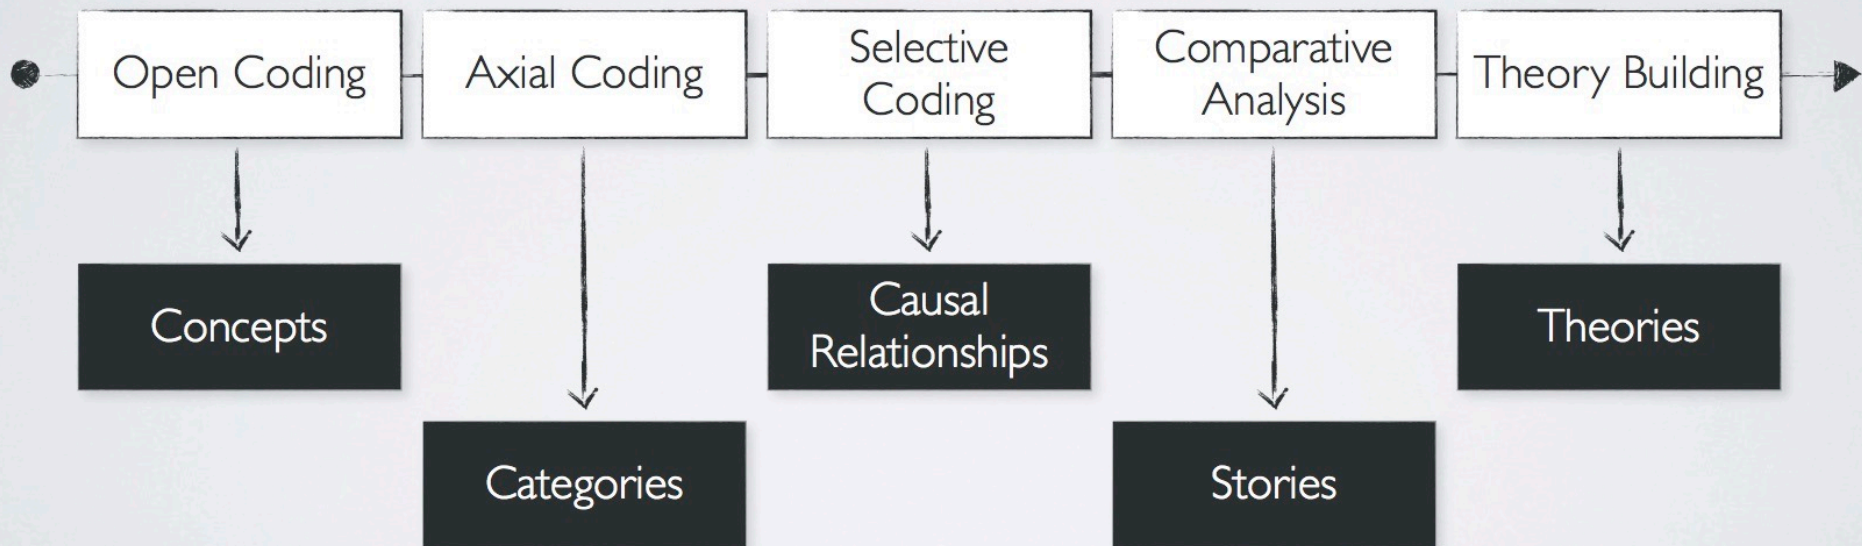 Open Coding
Axial Coding
Selective
Coding
Comparative
Analysis
Theory Building
Concepts
Causal
Relationships
Theories
Categories
Stories